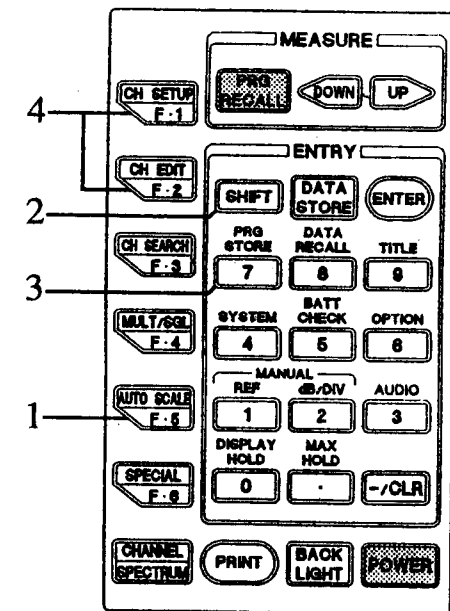 MEASURE
PRG RECALL DOWN UP
CH SETUP
F·1
4
ENTRY
CH EDIT
F·2
2
SHIFT DATA STORE ENTER
PRG STORE DATA RECALL TITLE
CH SEARCH
F·3
3
7 8 9
SYSTEM BATT CHECK OPTION
MULT/SGL
F·4
4 5 6
MANUAL
REF dB/DIV AUDIO
AUTO SCALE
F·5
1
1 2 3
DISPLAY HOLD MAX HOLD
SPECIAL
F·6
0 · -/CLR
CHANNEL
SPECTRUM
PRINT BACK LIGHT POWER